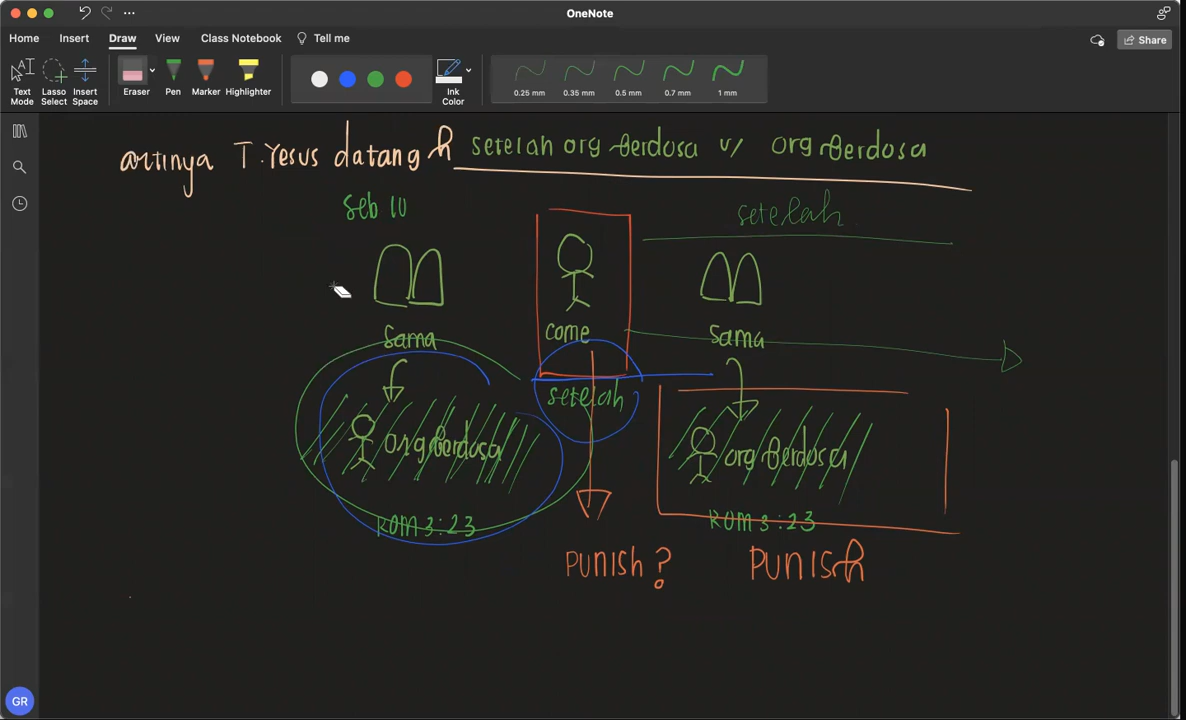 OneNote
Home Insert Draw View Class Notebook Tell me Share
Text Mode Lasso Select Insert Space Eraser Pen Marker Highlighter Ink Color 0.25 mm 0.35 mm 0.5 mm 0.7 mm 1 mm
artinya T.Yesus datang h setelah org Berdosa u/ org Berdosa
seb setelah
Sama come Sama
setelah
org Berdosa org Berdosa
ROM 3:23 ROM 3:23
PUNISH? PUNISH
GR